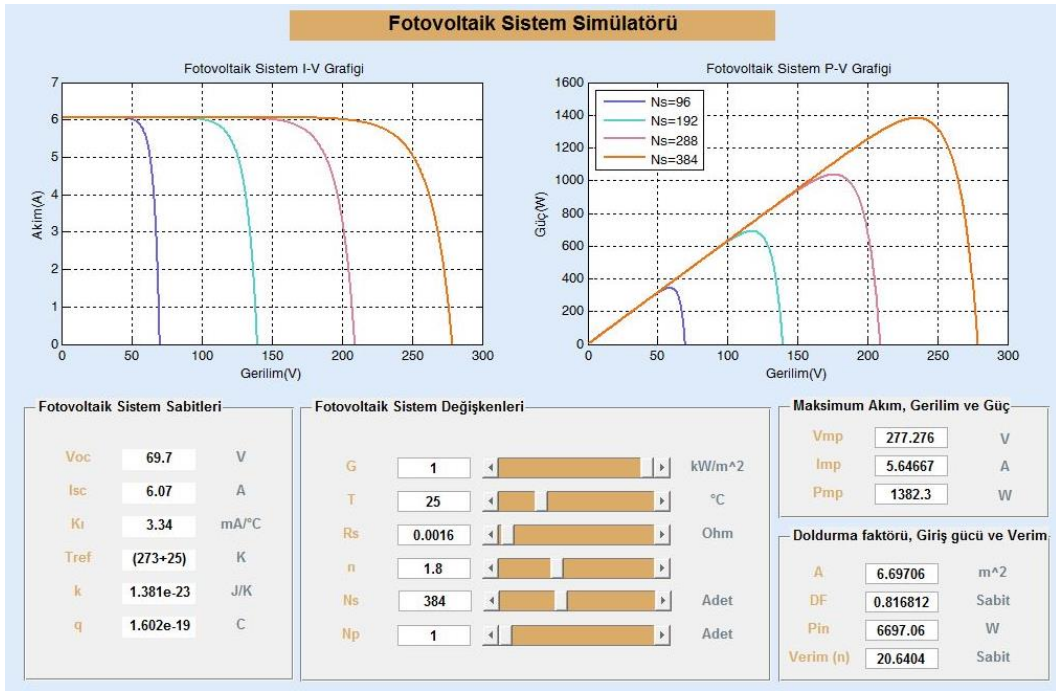 Fotovoltaik Sistem Simülatörü
Fotovoltaik Sistem I-V Grafigi
7
6
5
4
3
2
1
0
Akim(A)
0 50 100 150 200 250 300
Gerilim(V)
Fotovoltaik Sistem P-V Grafigi
1600
1400
1200
1000
800
600
400
200
0
Güç(W)
Ns=96
Ns=192
Ns=288
Ns=384
0 50 100 150 200 250 300
Gerilim(V)
Fotovoltaik Sistem Sabitleri
Voc 69.7 V
Isc 6.07 A
Kı 3.34 mA/°C
Tref (273+25) K
k 1.381e-23 J/K
q 1.602e-19 C
Fotovoltaik Sistem Değişkenleri
G 1 kW/m^2
T 25 °C
Rs 0.0016 Ohm
n 1.8
Ns 384 Adet
Np 1 Adet
Maksimum Akım, Gerilim ve Güç
Vmp 277.276 V
Imp 5.64667 A
Pmp 1382.3 W
Doldurma faktörü, Giriş gücü ve Verim
A 6.69706 m^2
DF 0.816812 Sabit
Pin 6697.06 W
Verim (n) 20.6404 Sabit